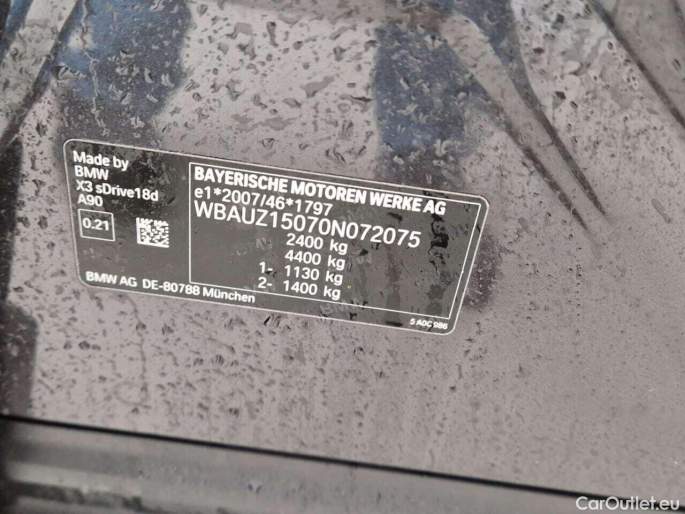 Made by
BMW
X3 sDrive18d
A90
0.21
BMW AG DE-80788 München
BAYERISCHE MOTOREN WERKE AG
e1*2007/46*1797
WBAUZ15070N072075
2400 kg
4400 kg
1- 1130 kg
2- 1400 kg
5 A0C 986
CarOutlet.eu